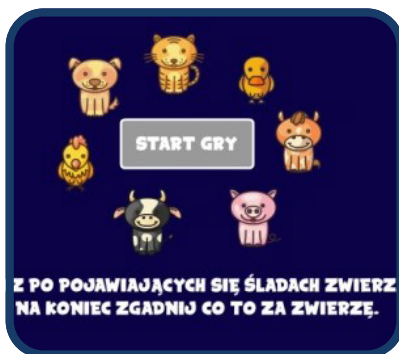 START GRY
Z PO POJAWIAJĄCYCH SIĘ ŚLADACH ZWIERZ
NA KONIEC ZGADNIJ CO TO ZA ZWIERZĘ.